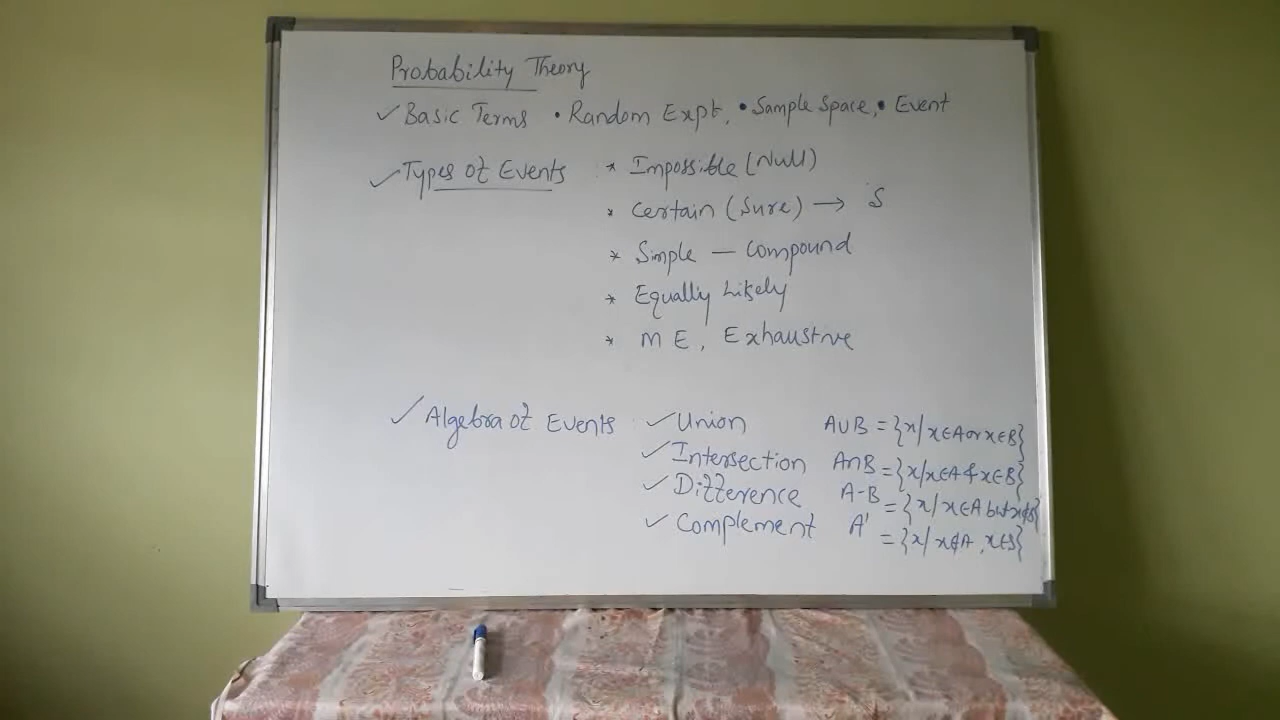 Probability Theory
✓ Basic Terms • Random Expt, • Sample Space, • Event
✓ Types of Events * Impossible (Null)
* Certain (Sure) → S
* Simple — Compound
* Equally Likely
* M E, Exhaustive
✓ Algebra of Events ✓ Union A∪B = {x/x∈A or x∈B}
✓ Intersection A∩B = {x/x∈A & x∈B}
✓ Difference A-B = {x/x∈A but x∉B}
✓ Complement A' = {x/x∉A, x∈S}